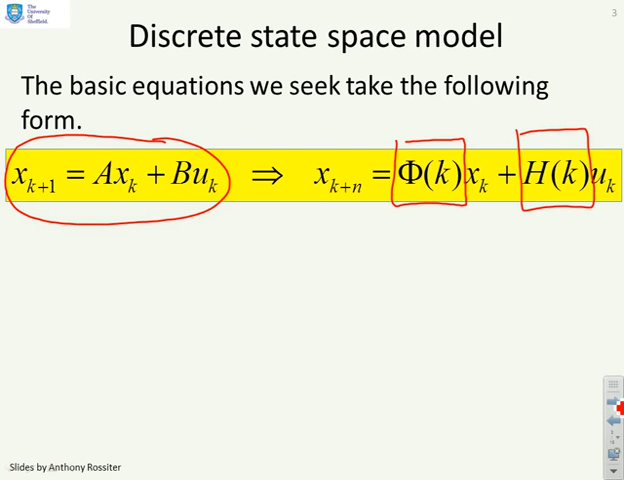 The
University
Of
Sheffield.
3
Discrete state space model
The basic equations we seek take the following
form.
x_{k+1} = Ax_k + Bu_k ⇒ x_{k+n} = Φ(k)x_k + H(k)u_k
Slides by Anthony Rossiter